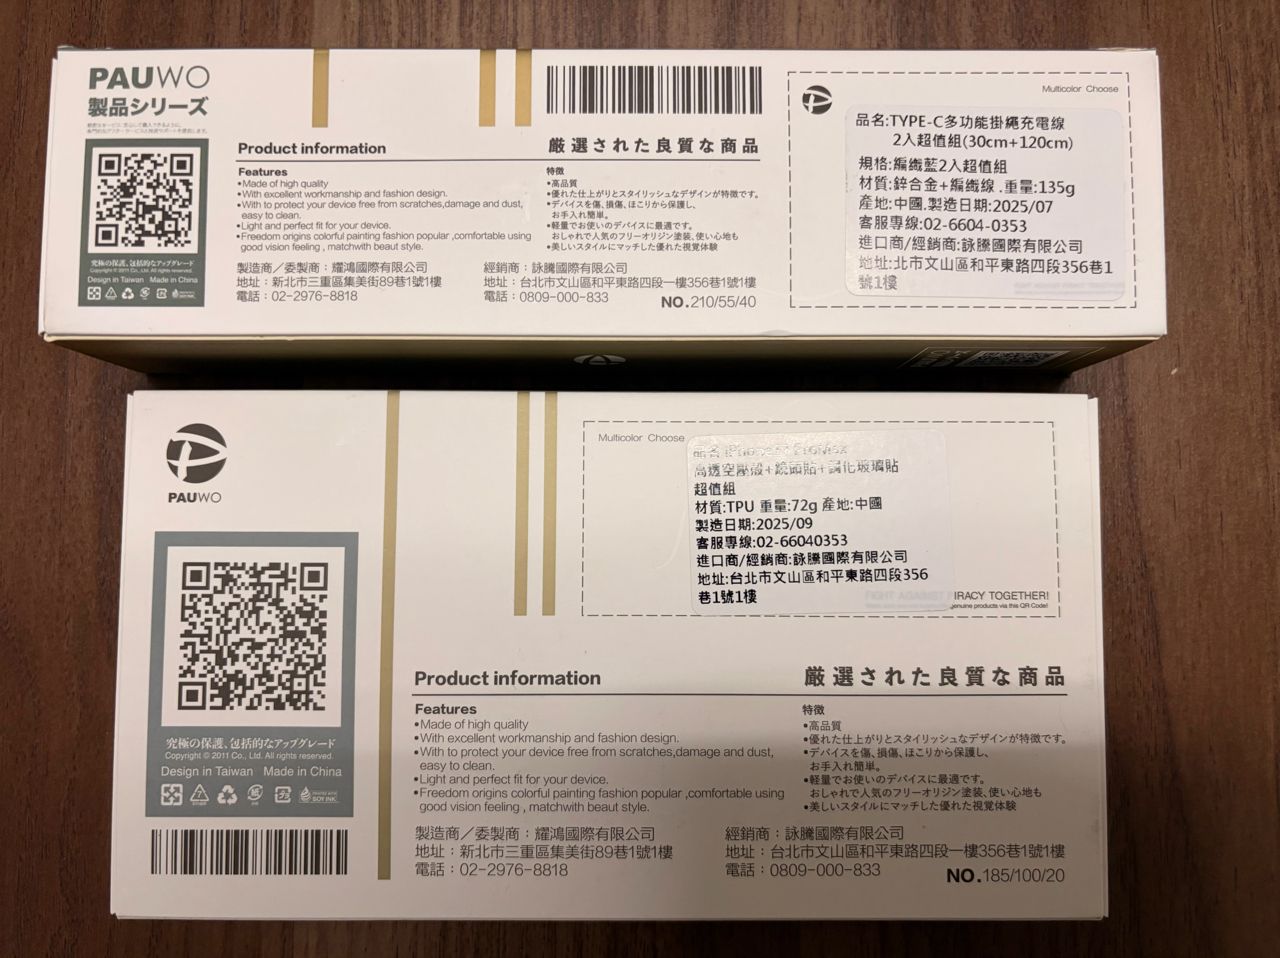 PAUWO
製品シリーズ
究極の保護、包括的なアップグレード
Copyright © 2011 Co., Ltd. All rights reserved.
Design in Taiwan Made in China
Product information
厳選された良質な商品
Features
•Made of high quality
•With excellent workmanship and fashion design.
•With to protect your device free from scratches,damage and dust,
easy to clean.
•Light and perfect fit for your device.
•Freedom origins colorful painting fashion popular ,comfortable using
good vision feeling , matchwith beaut style.
特徴
•高品質
•優れた仕上がりとスタイリッシュなデザインが特徴です。
•デバイスを傷、損傷、ほこりから保護し、
お手入れ簡単。
•軽量でお使いのデバイスに最適です。
おしゃれで人気のフリーオリジン塗装、使い心地も
•美しいスタイルにマッチした優れた視覚体験
製造商／委製商：耀鴻國際有限公司
地址：新北市三重區集美街89巷1號1樓
電話：02-2976-8818
經銷商：詠騰國際有限公司
地址：台北市文山區和平東路四段一樓356巷1號1樓
電話：0809-000-833
NO.210/55/40
Multicolor Choose
品名:TYPE-C多功能掛繩充電線
2入超值組(30cm+120cm)
規格:編織藍2入超值組
材質:鋅合金+編織線 .重量:135g
產地:中國.製造日期:2025/07
客服專線:02-6604-0353
進口商/經銷商:詠騰國際有限公司
地址:北市文山區和平東路四段356巷1
號1樓
PAUWO
究極の保護、包括的なアップグレード
Copyright © 2011 Co., Ltd. All rights reserved.
Design in Taiwan Made in China
PRINTED WITH
SOY INK
Multicolor Choose
高透空壓殼+鏡頭貼+鋼化玻璃貼
超值組
材質:TPU 重量:72g 產地:中國
製造日期:2025/09
客服專線:02-66040353
進口商/經銷商:詠騰國際有限公司
地址:台北市文山區和平東路四段356
巷1號1樓
FIGHT AGAINST PIRACY TOGETHER!
genuine products via this QR Code!
Product information
厳選された良質な商品
Features
•Made of high quality
•With excellent workmanship and fashion design.
•With to protect your device free from scratches,damage and dust,
easy to clean.
•Light and perfect fit for your device.
•Freedom origins colorful painting fashion popular ,comfortable using
good vision feeling , matchwith beaut style.
特徴
•高品質
•優れた仕上がりとスタイリッシュなデザインが特徴です。
•デバイスを傷、損傷、ほこりから保護し、
お手入れ簡単。
•軽量でお使いのデバイスに最適です。
おしゃれで人気のフリーオリジン塗装、使い心地も
•美しいスタイルにマッチした優れた視覚体験
製造商／委製商：耀鴻國際有限公司
地址：新北市三重區集美街89巷1號1樓
電話：02-2976-8818
經銷商：詠騰國際有限公司
地址：台北市文山區和平東路四段一樓356巷1號1樓
電話：0809-000-833
NO.185/100/20